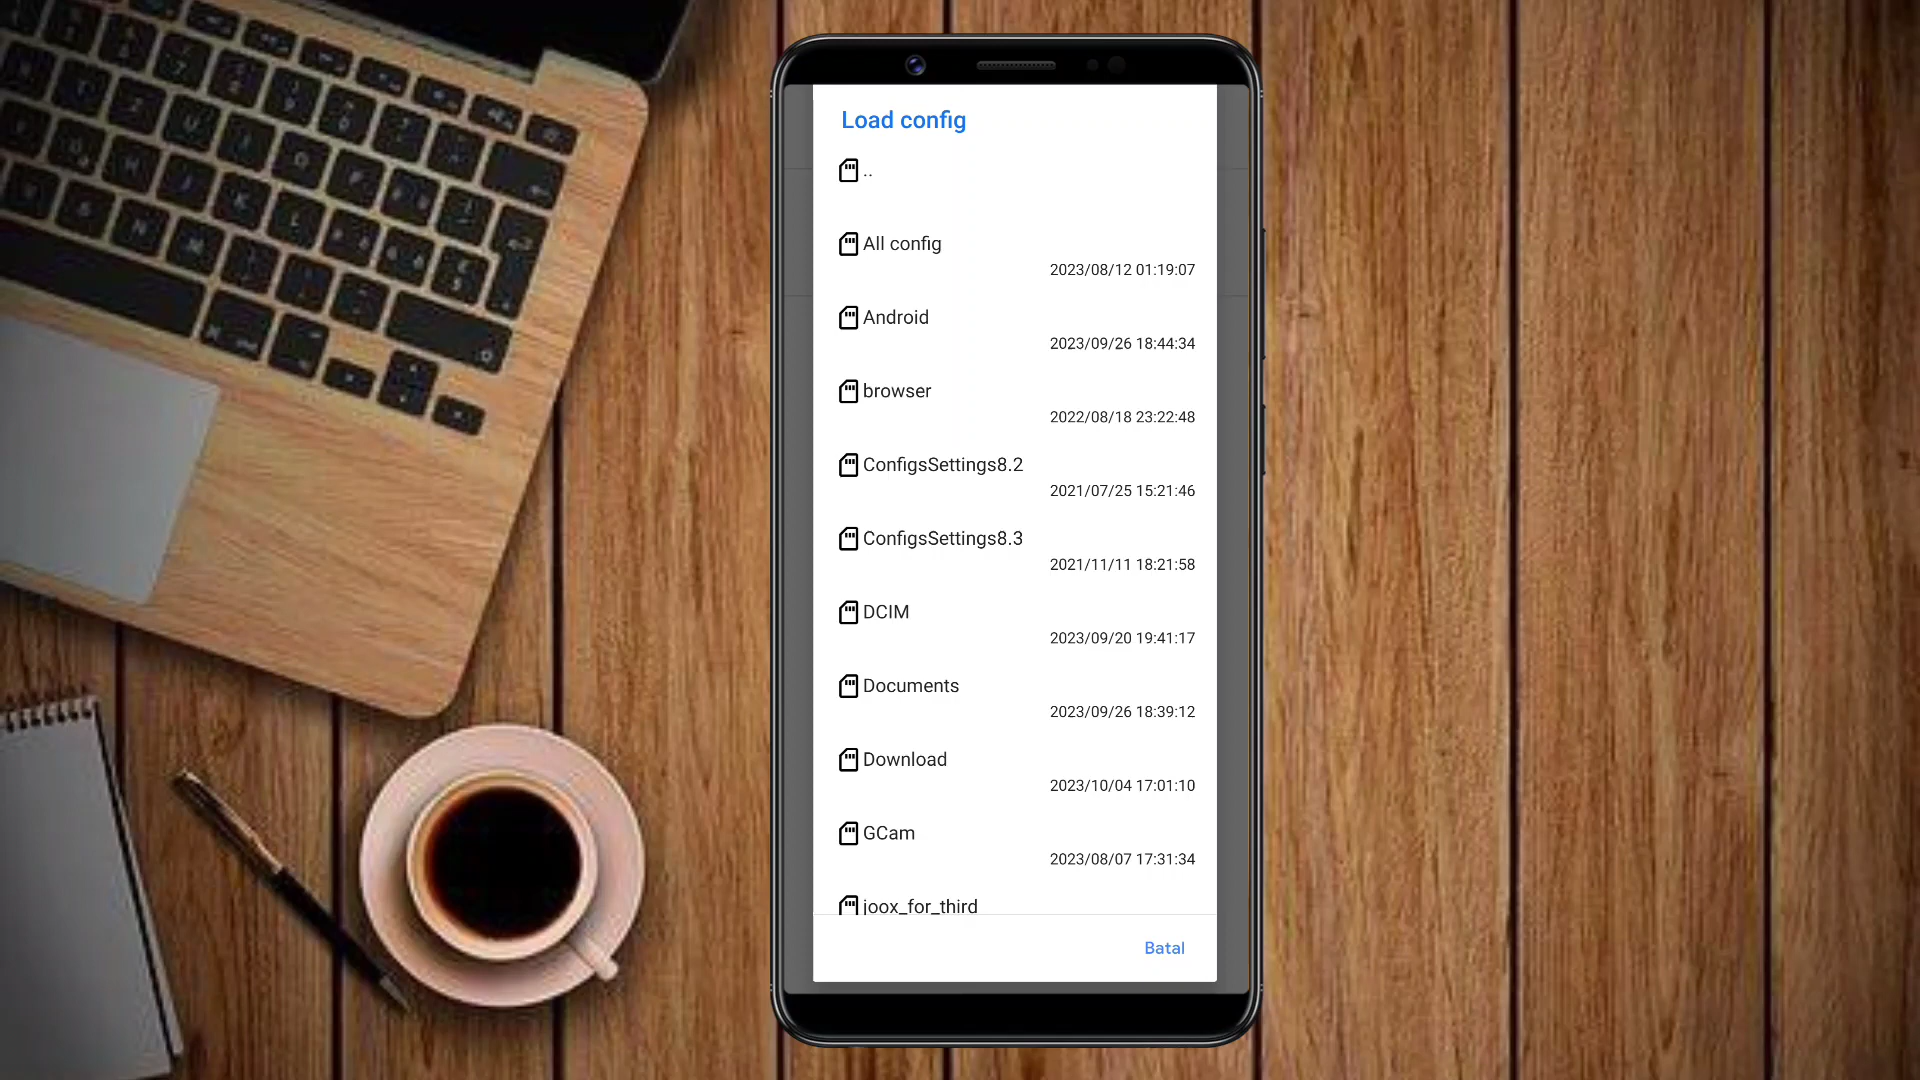 Load config
..
All config
2023/08/12 01:19:07
Android
2023/09/26 18:44:34
browser
2022/08/18 23:22:48
ConfigsSettings8.2
2021/07/25 15:21:46
ConfigsSettings8.3
2021/11/11 18:21:58
DCIM
2023/09/20 19:41:17
Documents
2023/09/26 18:39:12
Download
2023/10/04 17:01:10
GCam
2023/08/07 17:31:34
joox_for_third
Batal